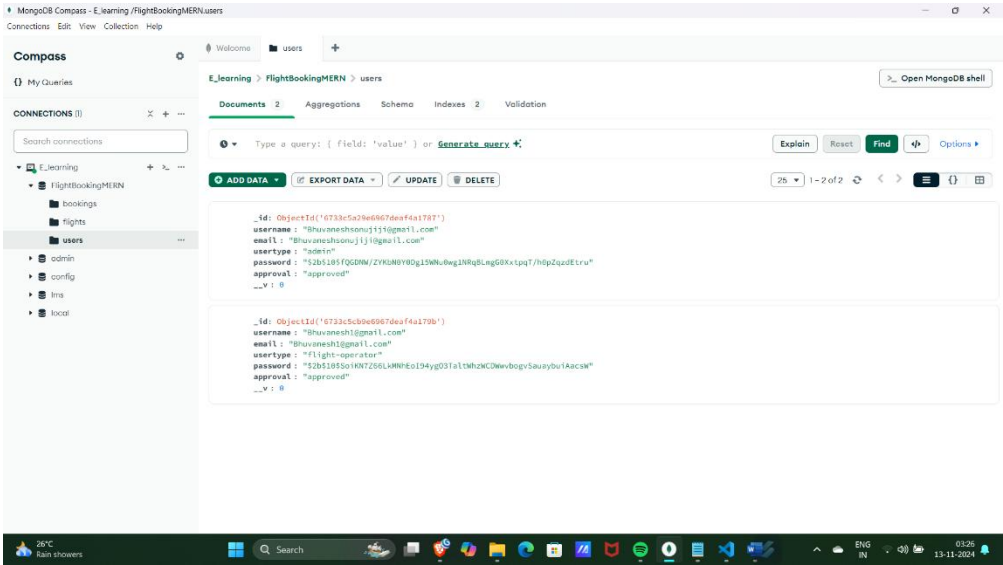 MongoDB Compass - E_learning /FlightBookingMERN.users
Connections Edit View Collection Help
Compass
{} My Queries
CONNECTIONS (1)
Search connections
E_learning
FlightBookingMERN
bookings
flights
users
admin
config
lms
local
Welcome users
E_learning > FlightBookingMERN > users
>_ Open MongoDB shell
Documents 2 Aggregations Schema Indexes 2 Validation
Type a query: { field: 'value' } or Generate query
Explain Reset Find </> Options
ADD DATA EXPORT DATA UPDATE DELETE
25 1 - 2 of 2
_id: ObjectId('6733c5a29e6967deaf4a1787')
username : "Bhuvaneshsonujiji@gmail.com"
email : "Bhuvaneshsonujiji@gmail.com"
usertype : "admin"
password :
approval : "approved"
__v : 0
_id: ObjectId('6733c5cb9e6967deaf4a179b')
username : "Bhuvanesh1@gmail.com"
email : "Bhuvanesh1@gmail.com"
usertype : "flight-operator"
password :
approval : "approved"
__v : 0
26°C
Rain showers
Search
ENG
IN
03:26
13-11-2024